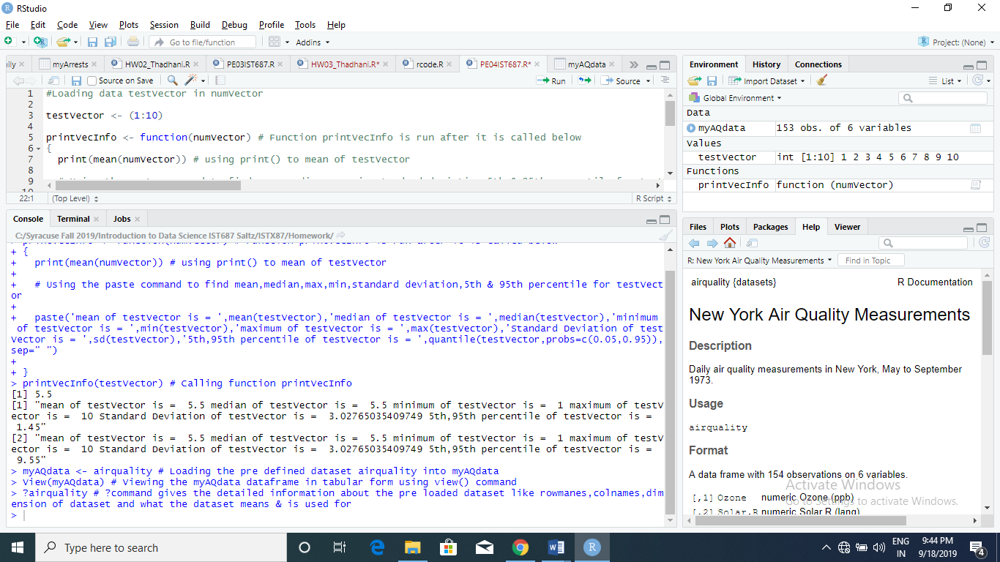 RStudio
File Edit Code View Plots Session Build Debug Profile Tools Help
Go to file/function Addins Project: (None)
ily myArrests HW02_Thadhani.R PE03IST687.R HW03_Thadhani.R* rcode.R PE04IST687.R* myAQdata
Source on Save Run Source
1 #Loading data testVector in numVector
2
3 testVector <- (1:10)
4
5 printVecInfo <- function(numVector) # Function printVecInfo is run after it is called below
6 {
7 print(mean(numVector)) # using print() to mean of testVector
8
9
10
22:1 (Top Level) R Script
Console Terminal Jobs
C:/Syracuse Fall 2019/Introduction to Data Science IST687 Saltz/ISTX87/Homework/
+ {
+ print(mean(numVector)) # using print() to mean of testVector
+
+ # Using the paste command to find mean,median,max,min,standard deviation,5th & 95th percentile for testVect
or
+
+ paste('mean of testVector is = ',mean(testVector),'median of testVector is = ',median(testVector),'minimum
of testVector is = ',min(testVector),'maximum of testVector is = ',max(testVector),'Standard Deviation of test
Vector is = ',sd(testVector),'5th,95th percentile of testVector is = ',quantile(testVector,probs=c(0.05,0.95)),
sep=" ")
+
+ }
> printVecInfo(testVector) # Calling function printVecInfo
[1] 5.5
[1] "mean of testVector is =  5.5 median of testVector is =  5.5 minimum of testVector is =  1 maximum of testV
ector is =  10 Standard Deviation of testVector is =  3.02765035409749 5th,95th percentile of testVector is =
1.45"
[2] "mean of testVector is =  5.5 median of testVector is =  5.5 minimum of testVector is =  1 maximum of testV
ector is =  10 Standard Deviation of testVector is =  3.02765035409749 5th,95th percentile of testVector is =
9.55"
> myAQdata <- airquality # Loading the pre defined dataset airquality into myAQdata
> View(myAQdata) # Viewing the myAQdata dataframe in tabular form using view() command
> ?airquality # ?command gives the detailed information about the pre loaded dataset like rowmanes,colnames,dim
ension of dataset and what the dataset means & is used for
>
Environment History Connections
Import Dataset List
Global Environment
Data
myAQdata 153 obs. of 6 variables
Values
testVector int [1:10] 1 2 3 4 5 6 7 8 9 10
Functions
printVecInfo function (numVector)
Files Plots Packages Help Viewer
R: New York Air Quality Measurements Find in Topic
airquality {datasets} R Documentation
New York Air Quality Measurements
Description
Daily air quality measurements in New York, May to September
1973.
Usage
airquality
Format
A data frame with 154 observations on 6 variables.
[,1] Ozone numeric Ozone (ppb)
[,2] Solar.R numeric Solar R (lang)
Activate Windows
Go to Settings to activate Windows.
Type here to search
ENG
IN
9:44 PM
9/18/2019
4